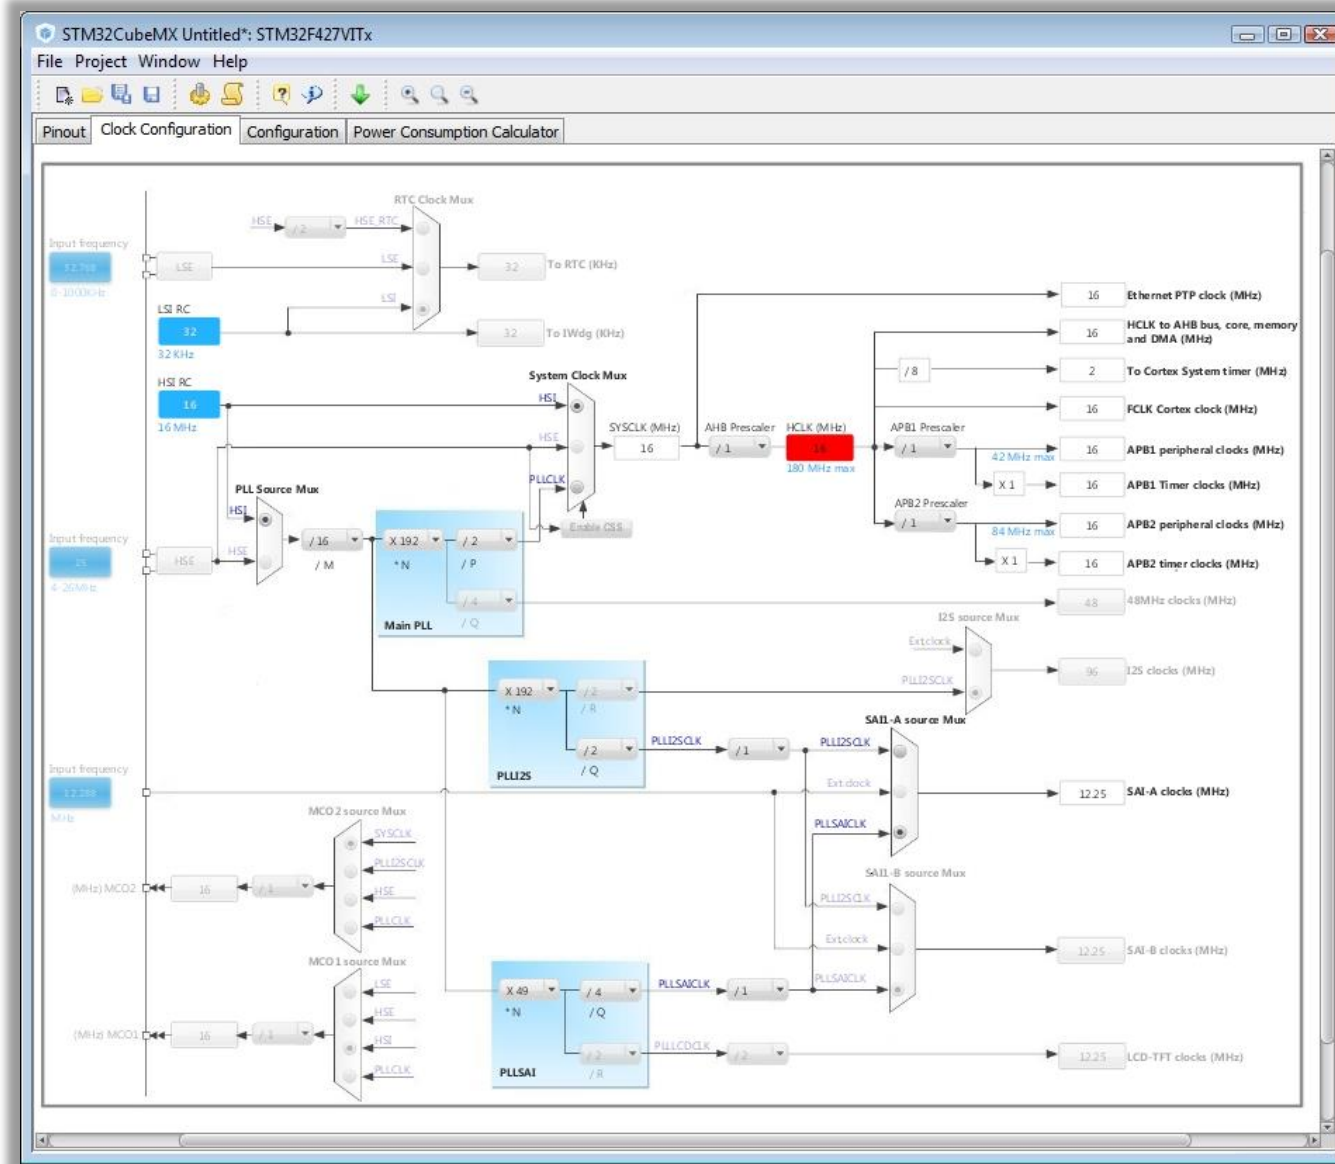 STM32CubeMX Untitled*: STM32F427VITx
File Project Window Help
Pinout Clock Configuration Configuration Power Consumption Calculator
RTC Clock Mux
HSE / 2 HSE_RTC
Input frequency
32.768
0-1000KHz
LSE
LSE
32
To RTC (KHz)
LSI
LSI RC
32
32 KHz
32
To IWdg (KHz)
16
Ethernet PTP clock (MHz)
16
HCLK to AHB bus, core, memory
and DMA (MHz)
/ 8
2
To Cortex System timer (MHz)
16
FCLK Cortex clock (MHz)
HSI RC
16
16 MHz
System Clock Mux
HSI
HSE
PLLCLK
Enable CSS
SYSCLK (MHz)
16
AHB Prescaler
/ 1
HCLK (MHz)
16
180 MHz max
APB1 Prescaler
/ 1
42 MHz max
16
APB1 peripheral clocks (MHz)
X 1
16
APB1 Timer clocks (MHz)
APB2 Prescaler
/ 1
84 MHz max
16
APB2 peripheral clocks (MHz)
X 1
16
APB2 timer clocks (MHz)
48
48MHz clocks (MHz)
PLL Source Mux
HSI
HSE
Input frequency
25
4-26MHz
HSE
/ 16
/ M
X 192
* N
/ 2
/ P
/ 4
/ Q
Main PLL
I2S source Mux
Ext.clock
PLLI2SCLK
96
I2S clocks (MHz)
X 192
* N
/ 2
/ R
/ 2
/ Q
PLLI2S
PLLI2SCLK
/ 1
SAI1-A source Mux
PLLI2SCLK
Ext.clock
PLLSAICLK
12.25
SAI-A clocks (MHz)
Input frequency
12.288
MHz
MCO2 source Mux
SYSCLK
PLLI2SCLK
HSE
PLLCLK
(MHz) MCO2
16
/ 1
SAI1-B source Mux
PLLI2SCLK
Ext.clock
PLLSAICLK
12.25
SAI-B clocks (MHz)
MCO1 source Mux
LSE
HSE
HSI
PLLCLK
(MHz) MCO1
16
/ 1
X 49
* N
/ 4
/Q
/ 2
/ R
PLLSAI
PLLSAICLK
/ 1
PLLLCDCLK
/ 2
12.25
LCD-TFT clocks (MHz)